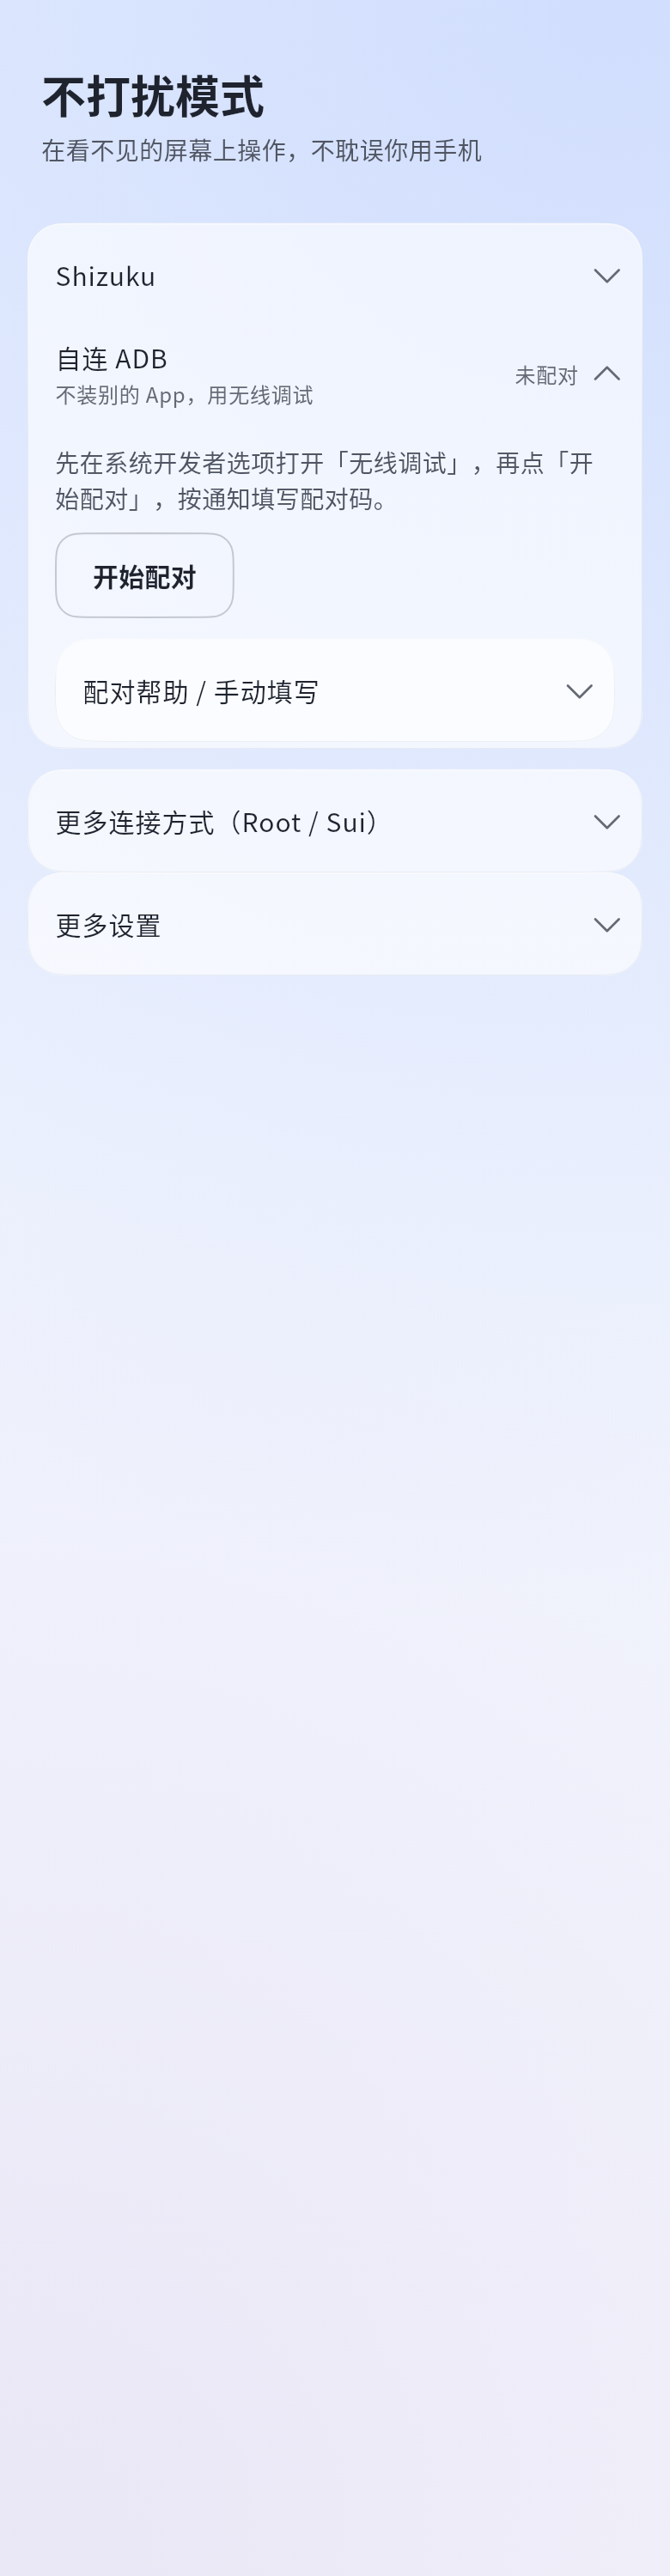 不打扰模式
在看不见的屏幕上操作，不耽误你用手机
Shizuku
自连 ADB
不装别的 App，用无线调试
未配对
先在系统开发者选项打开「无线调试」，再点「开
始配对」，按通知填写配对码。
开始配对
配对帮助 / 手动填写
更多连接方式（Root / Sui）
更多设置